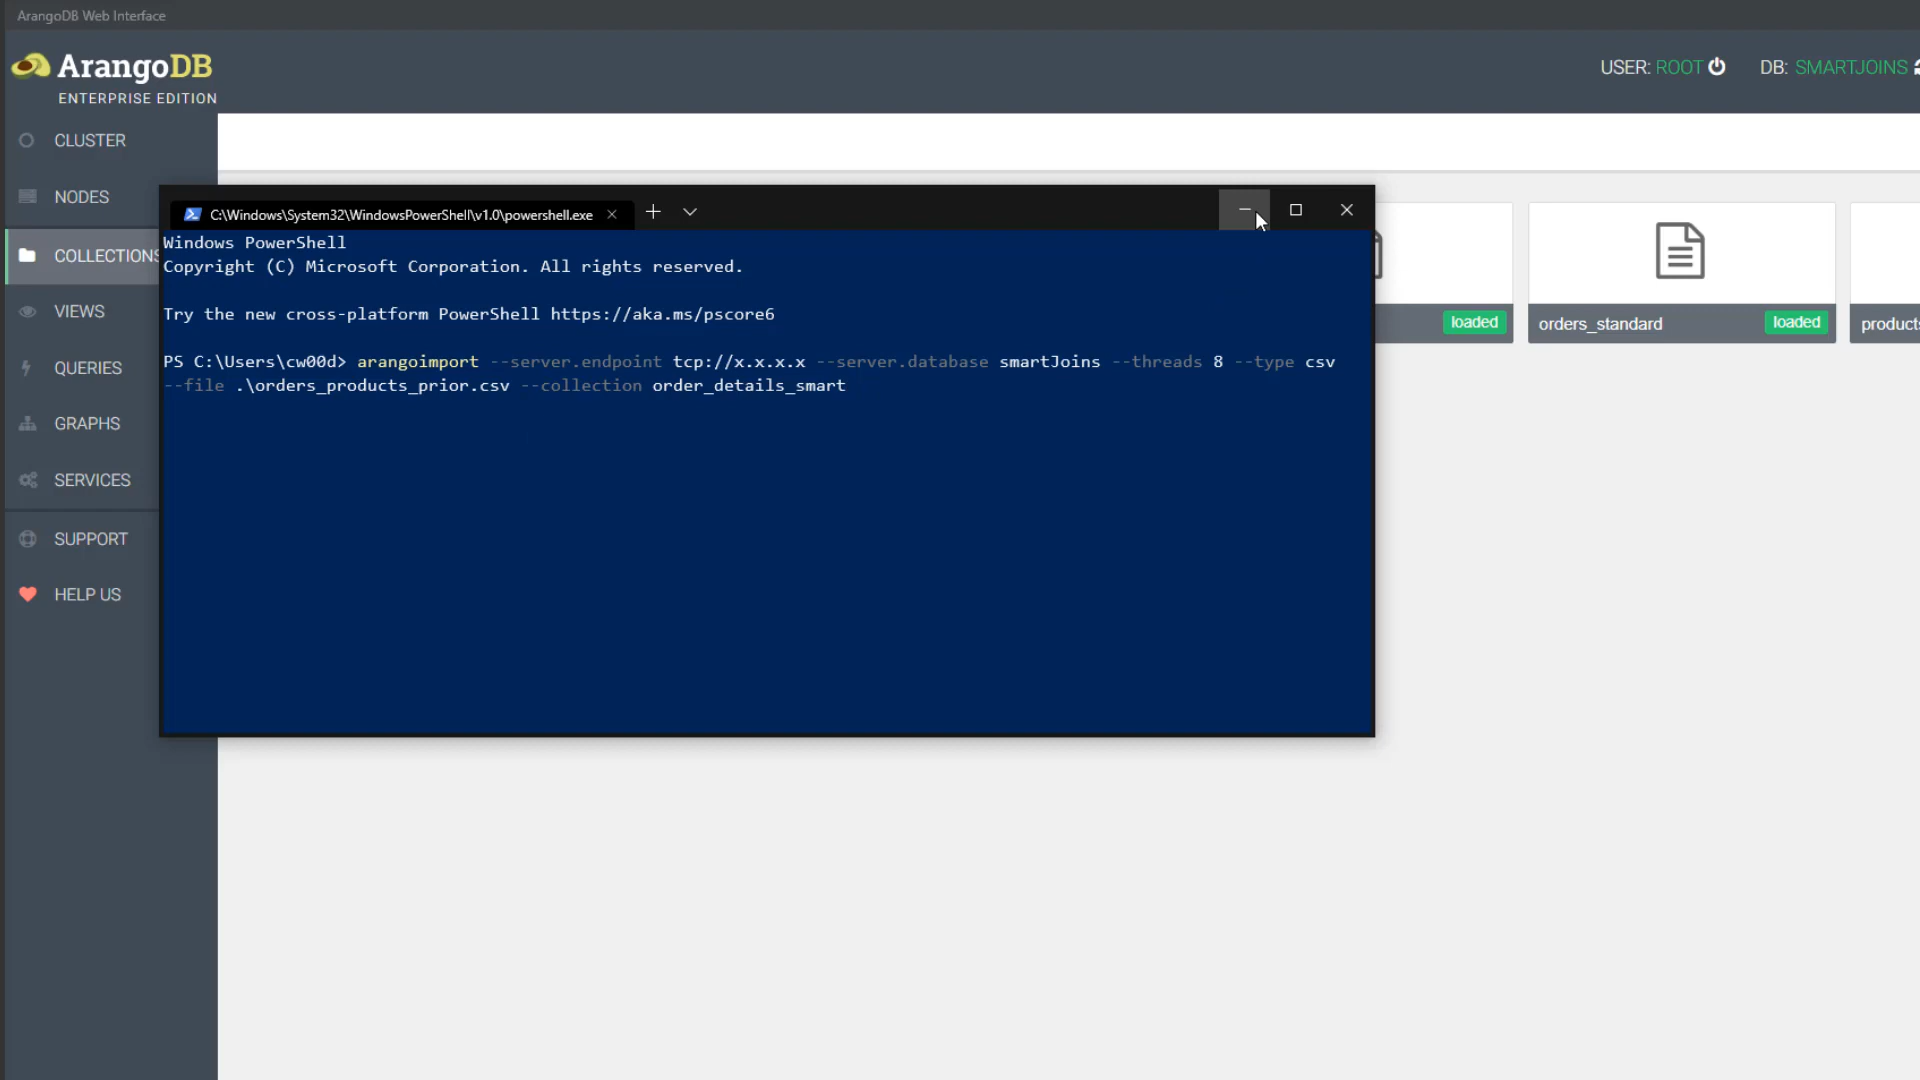 ArangoDB Web Interface
ArangoDB
ENTERPRISE EDITION
USER: ROOT
DB: SMARTJOINS
CLUSTER
NODES
COLLECTIONS
VIEWS
QUERIES
GRAPHS
SERVICES
SUPPORT
HELP US
C:\Windows\System32\WindowsPowerShell\v1.0\powershell.exe
Windows PowerShell
Copyright (C) Microsoft Corporation. All rights reserved.
Try the new cross-platform PowerShell https://aka.ms/pscore6
PS C:\Users\cw00d> arangoimport --server.endpoint tcp://x.x.x.x --server.database smartJoins --threads 8 --type csv
--file .\orders_products_prior.csv --collection order_details_smart
loaded
orders_standard
loaded
products